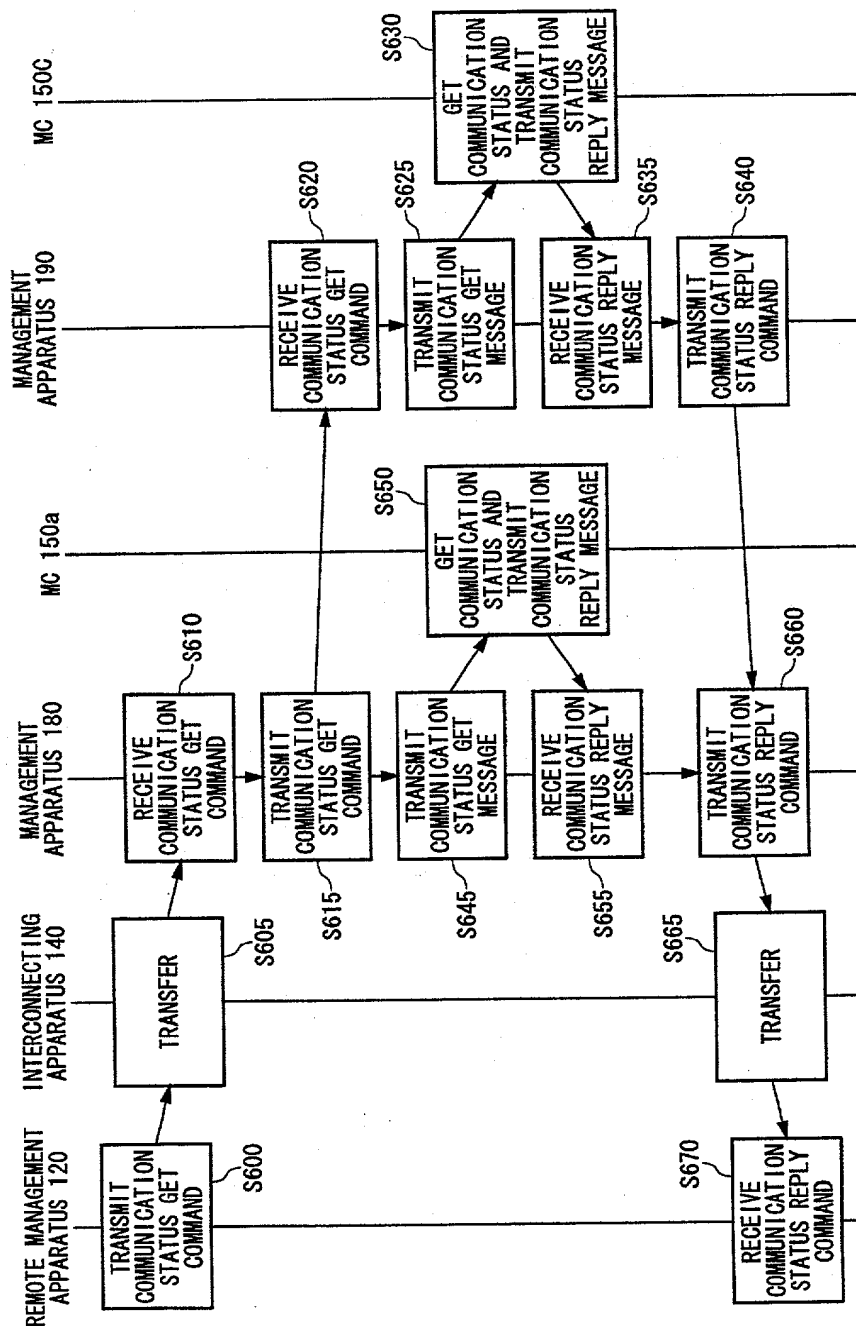 REMOTE MANAGEMENT
APPARATUS 120
INTERCONNECTING
APPARATUS 140
MANAGEMENT
APPARATUS 180
MC 150a
MANAGEMENT
APPARATUS 190
MC 150C
TRANSMIT
COMMUNICATION
STATUS GET
COMMAND
S600
TRANSFER
S605
RECEIVE
COMMUNICATION
STATUS GET
COMMAND
S610
TRANSMIT
COMMUNICATION
STATUS GET
COMMAND
S615
RECEIVE
COMMUNICATION
STATUS GET
COMMAND
S620
TRANSMIT
COMMUNICATION
STATUS GET
MESSAGE
S625
GET
COMMUNICATION
STATUS AND
TRANSMIT
COMMUNICATION
STATUS
REPLY MESSAGE
S630
RECEIVE
COMMUNICATION
STATUS REPLY
MESSAGE
S635
TRANSMIT
COMMUNICATION
STATUS REPLY
COMMAND
S640
TRANSMIT
COMMUNICATION
STATUS GET
MESSAGE
S645
GET
COMMUNICATION
STATUS AND
TRANSMIT
COMMUNICATION
STATUS
REPLY MESSAGE
S650
RECEIVE
COMMUNICATION
STATUS REPLY
MESSAGE
S655
TRANSMIT
COMMUNICATION
STATUS REPLY
COMMAND
S660
TRANSFER
S665
RECEIVE
COMMUNICATION
STATUS REPLY
COMMAND
S670